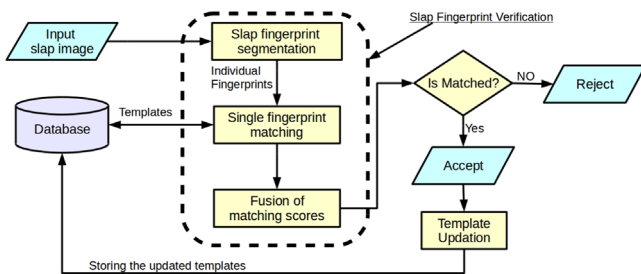 Input
slap image
Slap fingerprint
segmentation
Slap Fingerprint Verification
Individual
Fingerprints
Is Matched?
NO
Reject
Templates
Database
Single fingerprint
matching
Yes
Accept
Fusion of
matching scores
Template
Updation
Storing the updated templates